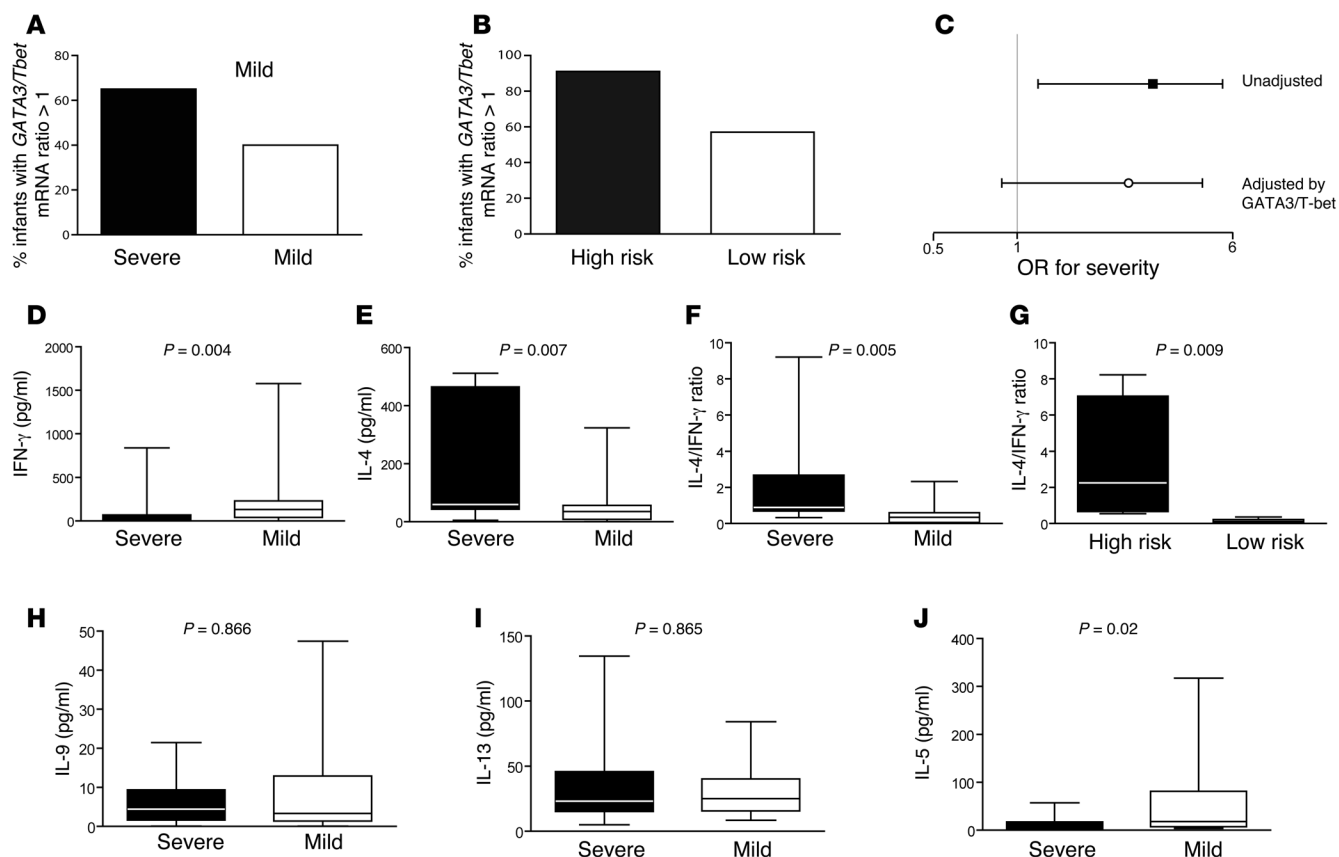 A
% infants with GATA3/Tbet
mRNA ratio > 1
80
60
40
20
0
Mild
Severe
Mild
B
% infants with GATA3/Tbet
mRNA ratio > 1
100
80
60
40
20
0
High risk
Low risk
C
Unadjusted
Adjusted by
GATA3/T-bet
0.5
1
6
OR for severity
D
IFN-γ (pg/ml)
2000
1500
1000
500
0
P = 0.004
Severe
Mild
E
IL-4 (pg/ml)
600
400
200
0
P = 0.007
Severe
Mild
F
IL-4/IFN-γ ratio
10
8
6
4
2
0
P = 0.005
Severe
Mild
G
IL-4/IFN-γ ratio
10
8
6
4
2
0
P = 0.009
High risk
Low risk
H
IL-9 (pg/ml)
50
40
30
20
10
0
P = 0.866
Severe
Mild
I
IL-13 (pg/ml)
150
100
50
0
P = 0.865
Severe
Mild
J
IL-5 (pg/ml)
400
300
200
100
0
P = 0.02
Severe
Mild